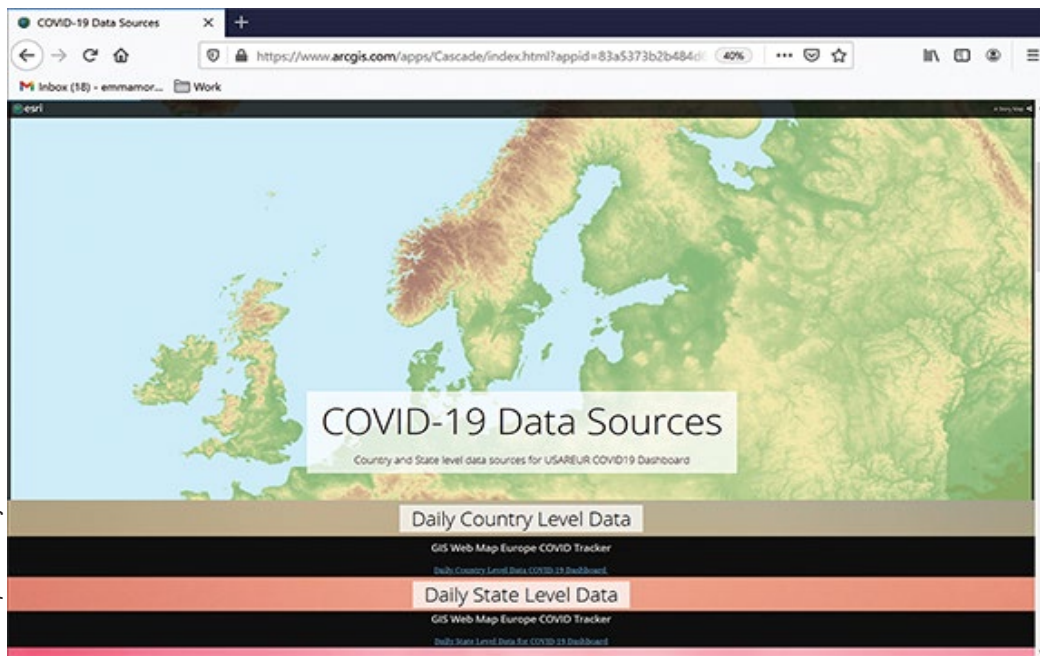 COVID-19 Data Sources
https://www.arcgis.com/apps/Cascade/index.html?appid=83a5373b2b484d
40%
Inbox (18) - emmamor...
Work
esri
A Story Map
COVID-19 Data Sources
Country and State level data sources for USAREUR COVID19 Dashboard
Daily Country Level Data
GIS Web Map Europe COVID Tracker
Daily Country Level Data COVID-19 Dashboard
Daily State Level Data
GIS Web Map Europe COVID Tracker
Daily State Level Data for COVID-19 Dashboard